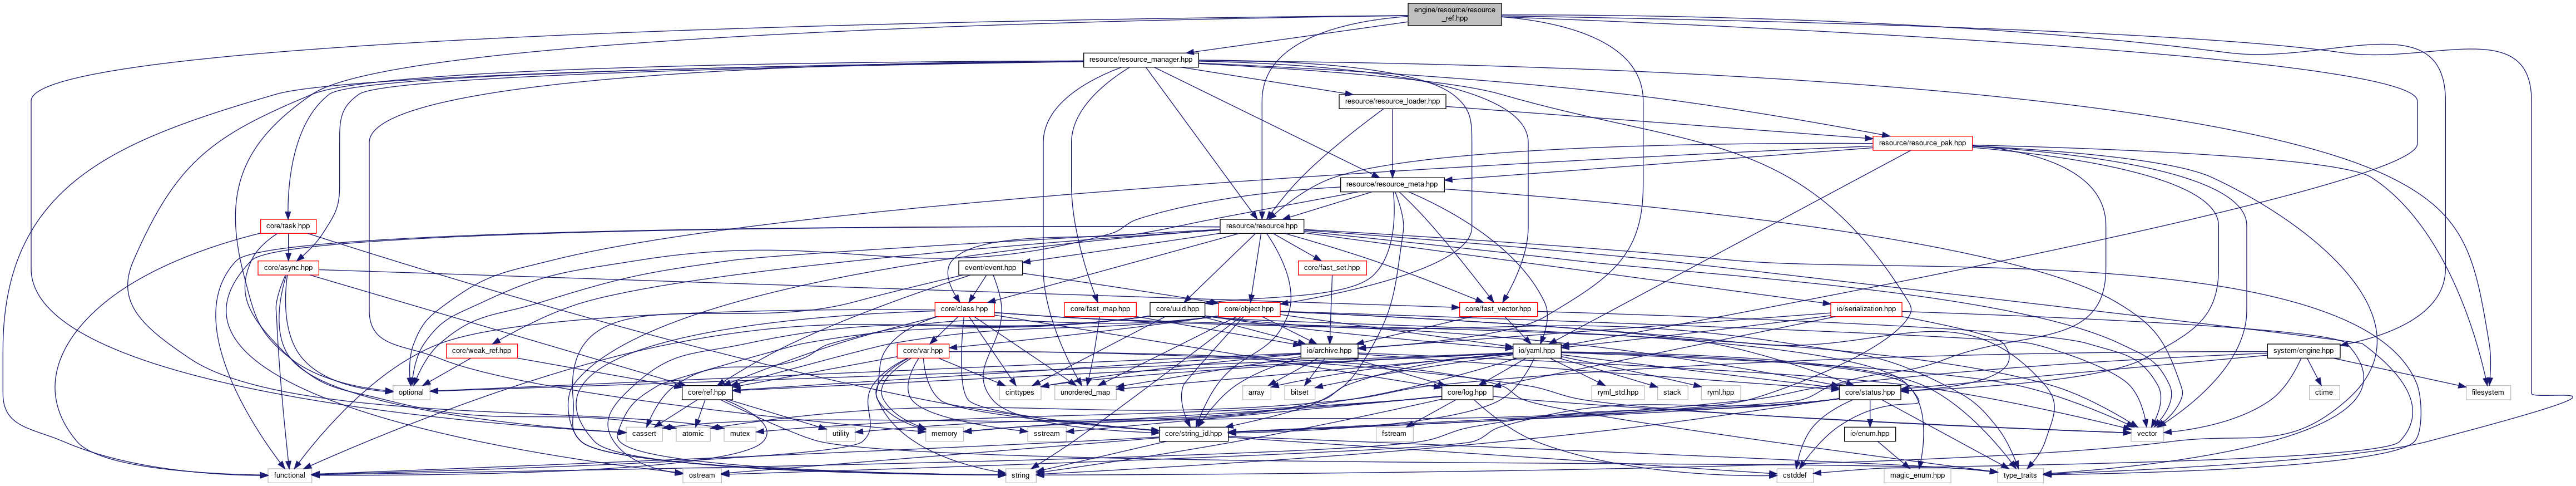 engine/resource/resource
_ref.hpp
resource/resource_manager.hpp
resource/resource_loader.hpp
resource/resource_pak.hpp
resource/resource_meta.hpp
core/task.hpp
resource/resource.hpp
core/async.hpp
event/event.hpp
core/fast_set.hpp
core/class.hpp
core/fast_map.hpp
core/uuid.hpp
core/object.hpp
core/fast_vector.hpp
io/serialization.hpp
core/weak_ref.hpp
core/var.hpp
io/archive.hpp
io/yaml.hpp
system/engine.hpp
optional
core/ref.hpp
cinttypes
unordered_map
array
bitset
core/log.hpp
ryml_std.hpp
stack
ryml.hpp
core/status.hpp
ctime
filesystem
cassert
atomic
mutex
utility
memory
sstream
core/string_id.hpp
fstream
io/enum.hpp
vector
functional
ostream
string
cstddef
magic_enum.hpp
type_traits